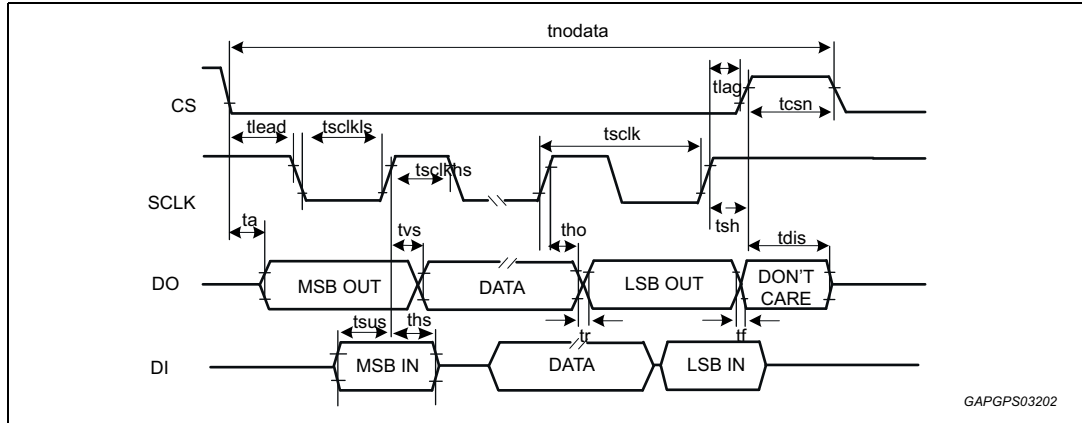 tnodata
tlag
CS
tcsn
tlead
tsclkls
tsclk
tsclkhs
SCLK
ta
tvs
tho
tsh
tdis
DO
MSB OUT
DATA
LSB OUT
DON'T
CARE
tsus
ths
tr
tf
DI
MSB IN
DATA
LSB IN
GAPGPS03202